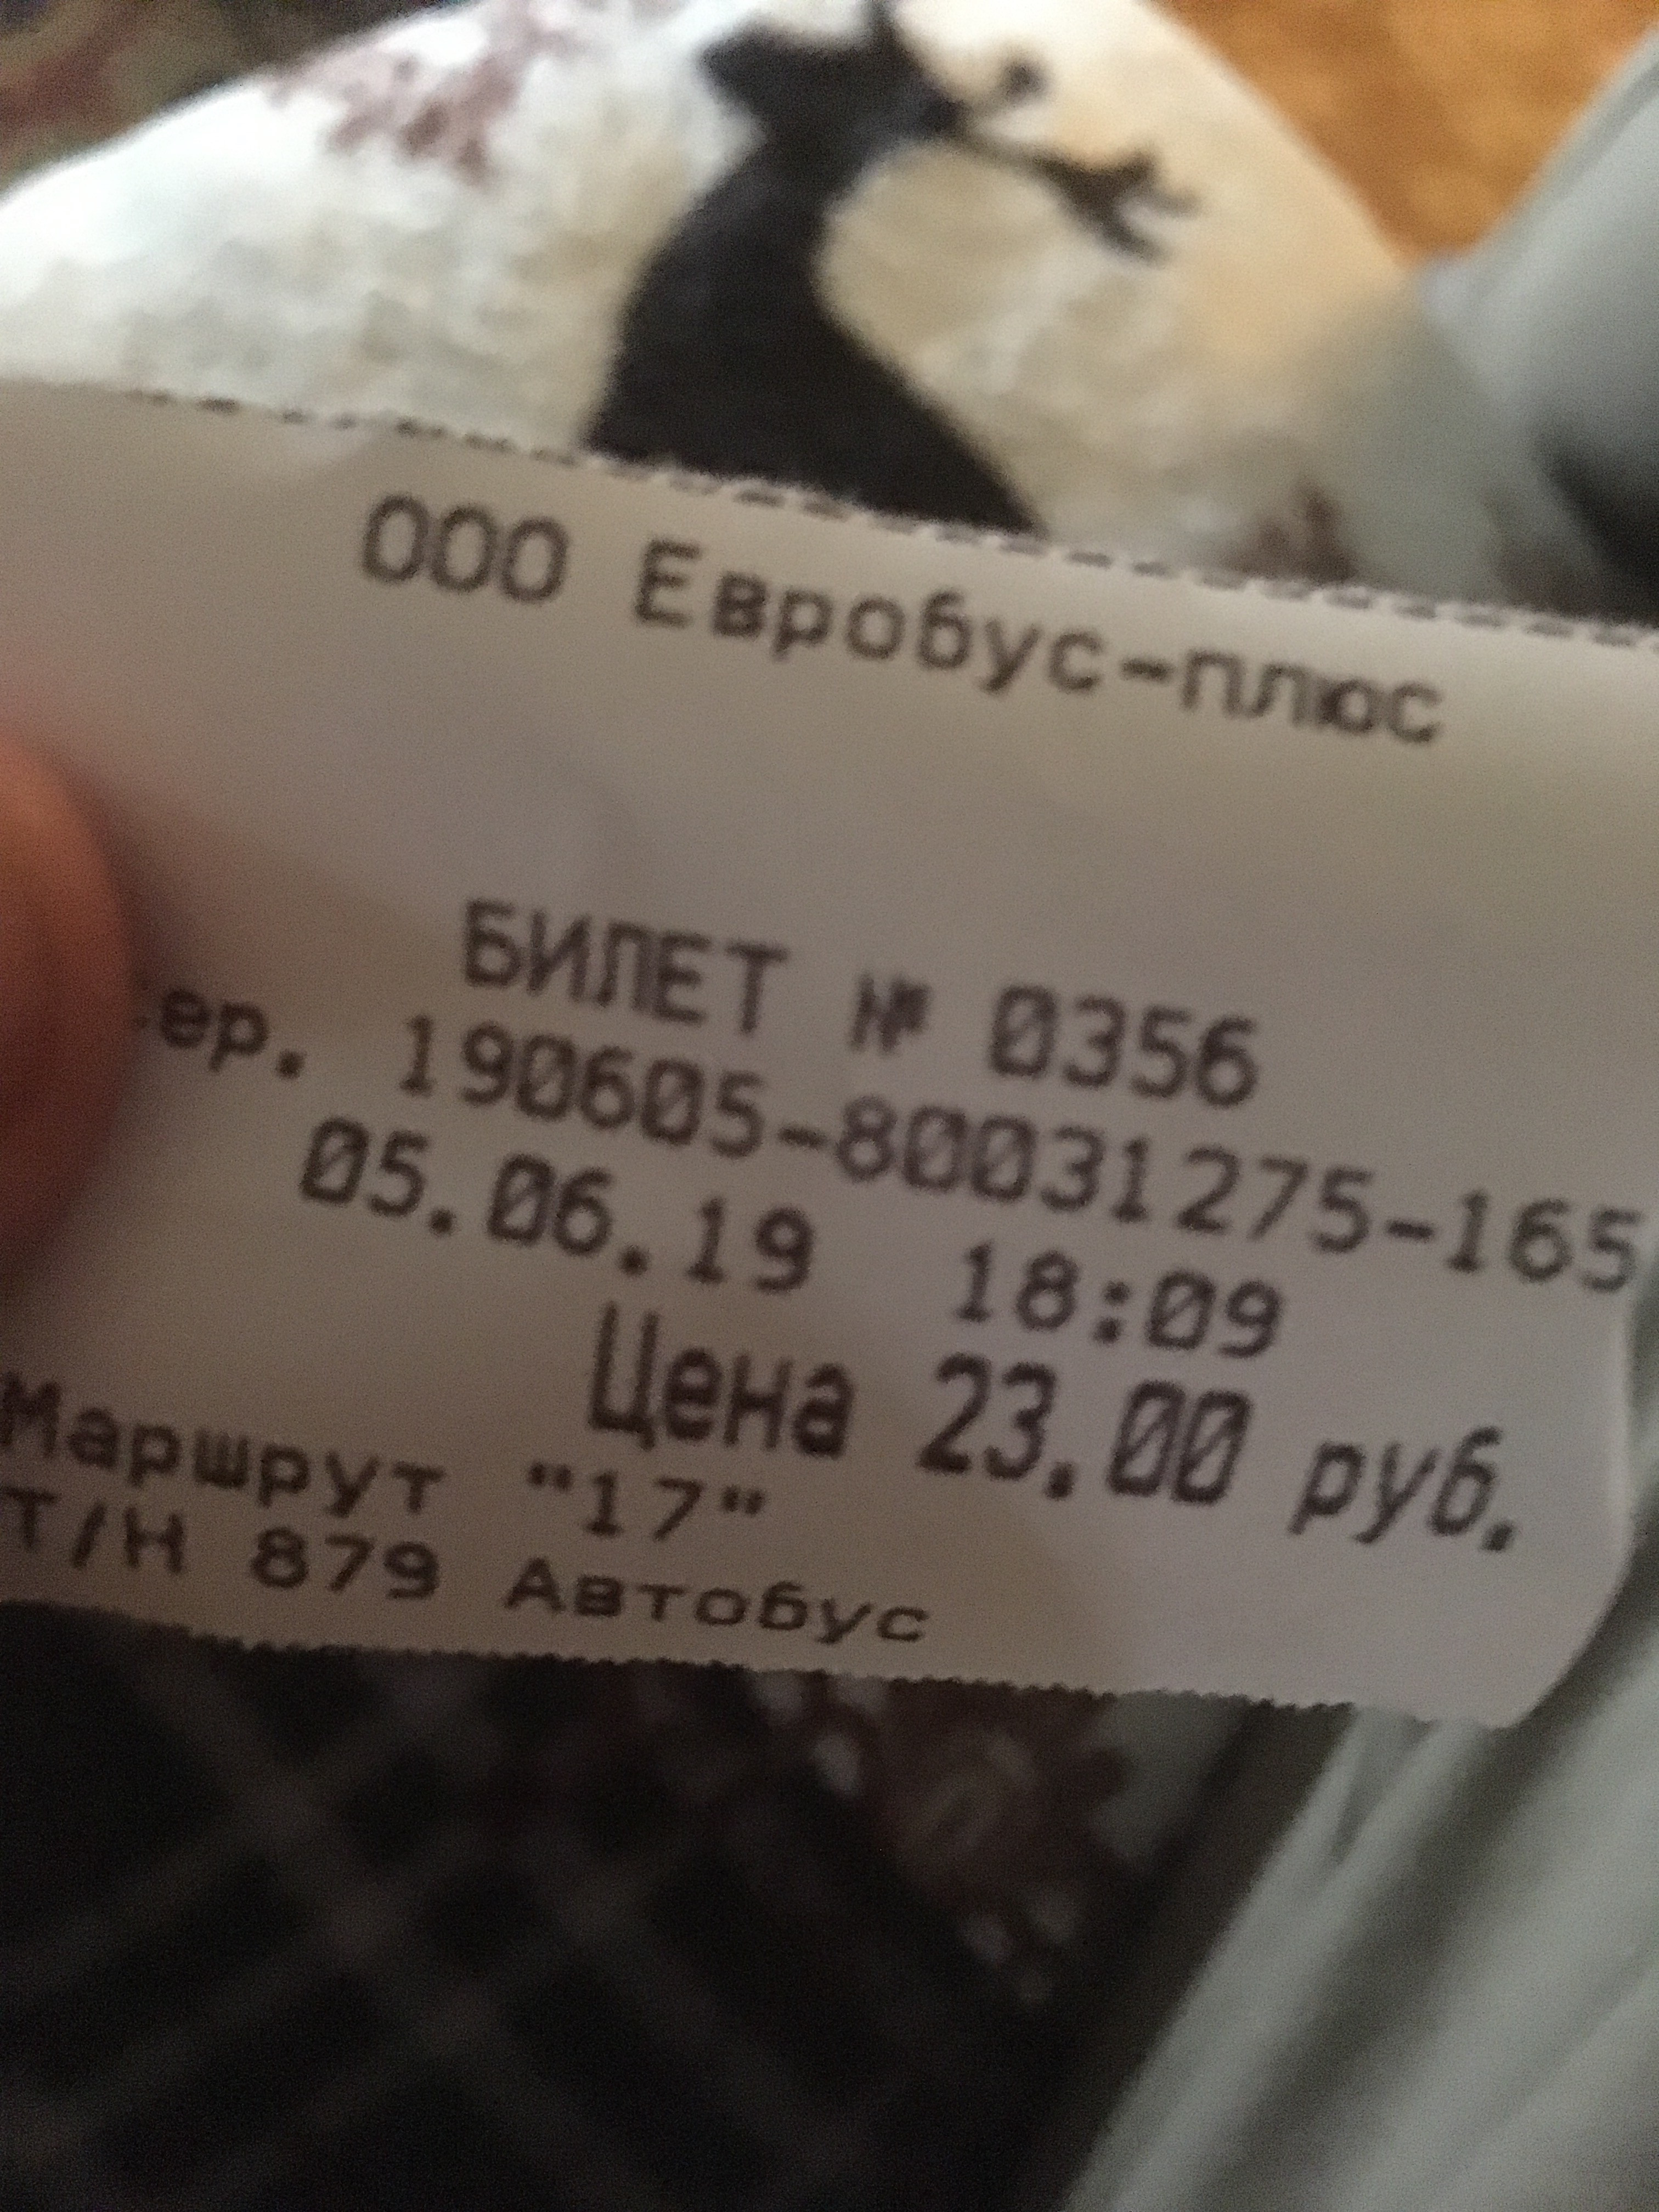 ООО Евробус-плюс
БИЛЕТ № 0356
ер. 190605-80031275-165
05.06.19 18:09
Цена 23.00 руб.
Маршрут "17"
Т/Н 879 Автобус